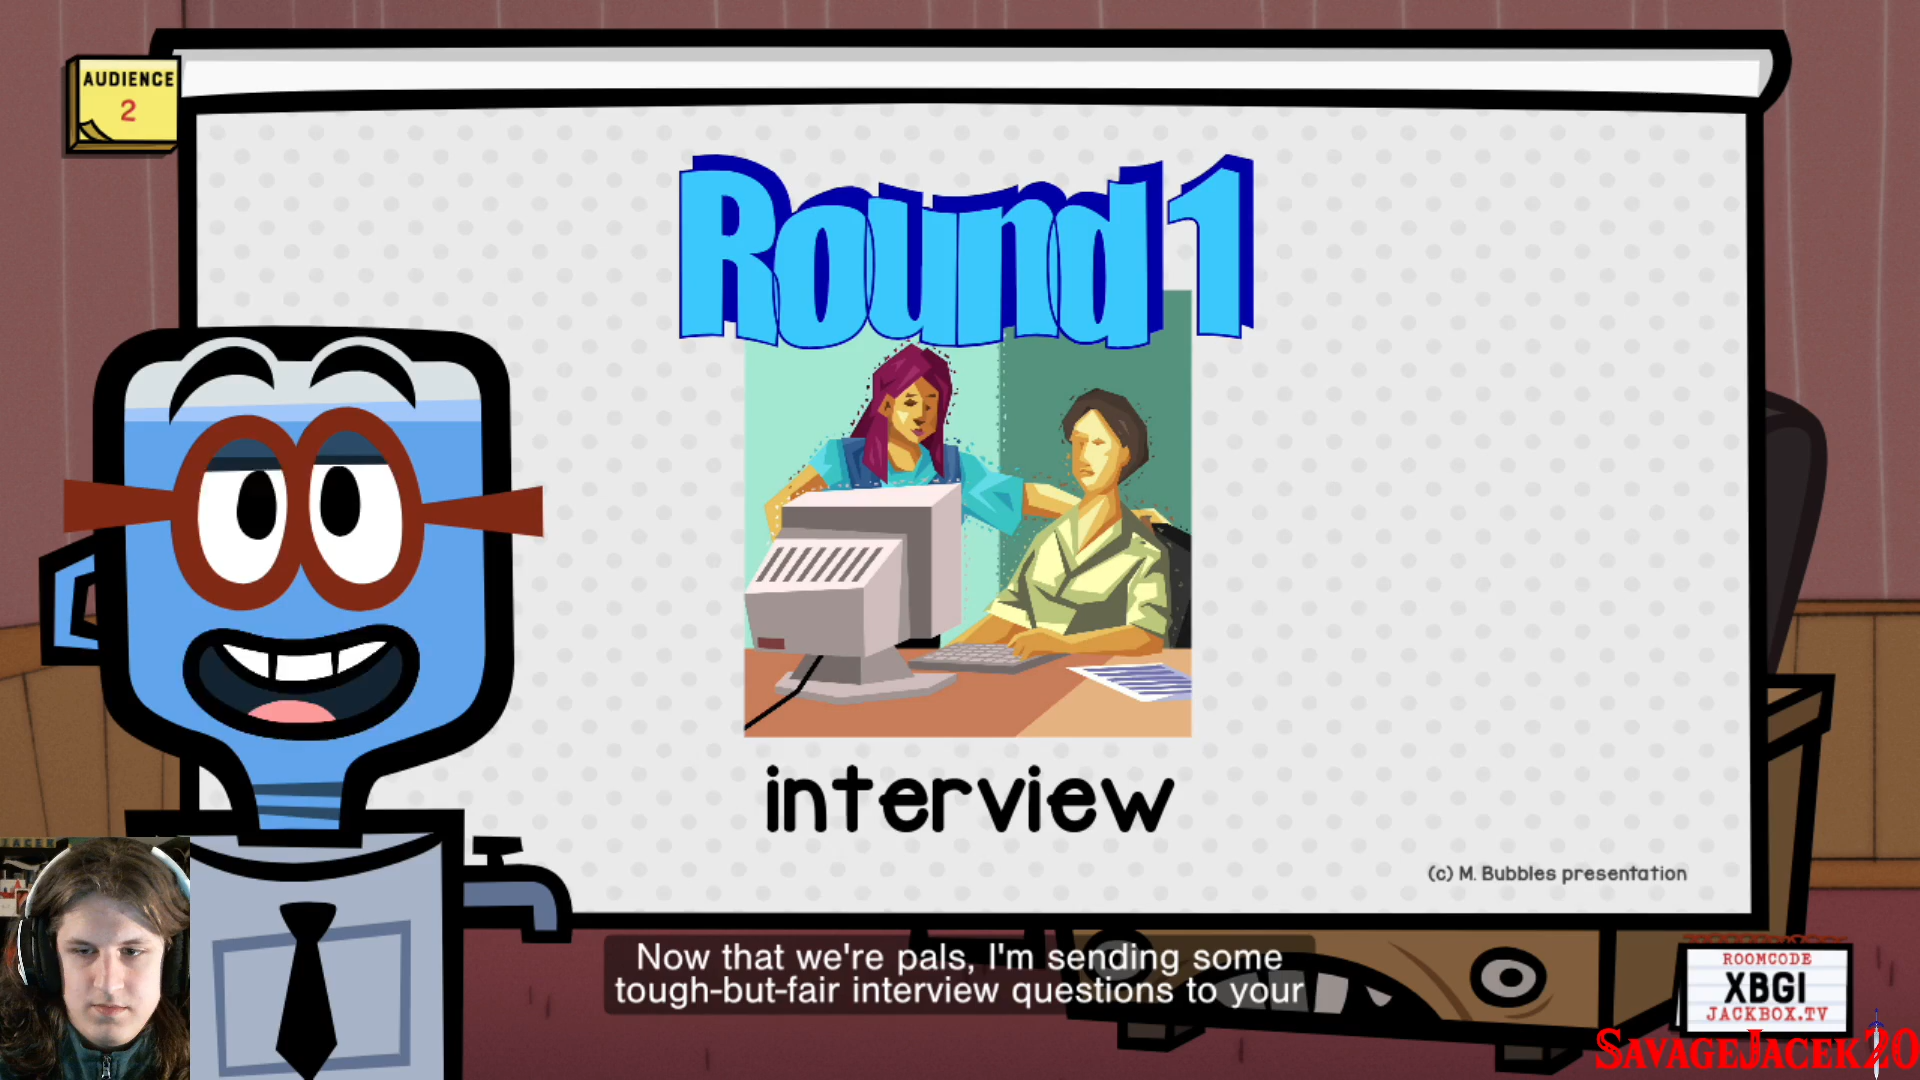 AUDIENCE
2
Round 1
interview
(c) M. Bubbles presentation
Now that we're pals, I'm sending some
tough-but-fair interview questions to your
ROOMCODE
XBGI
JACKBOX.TV
SAVAGEJACEK20